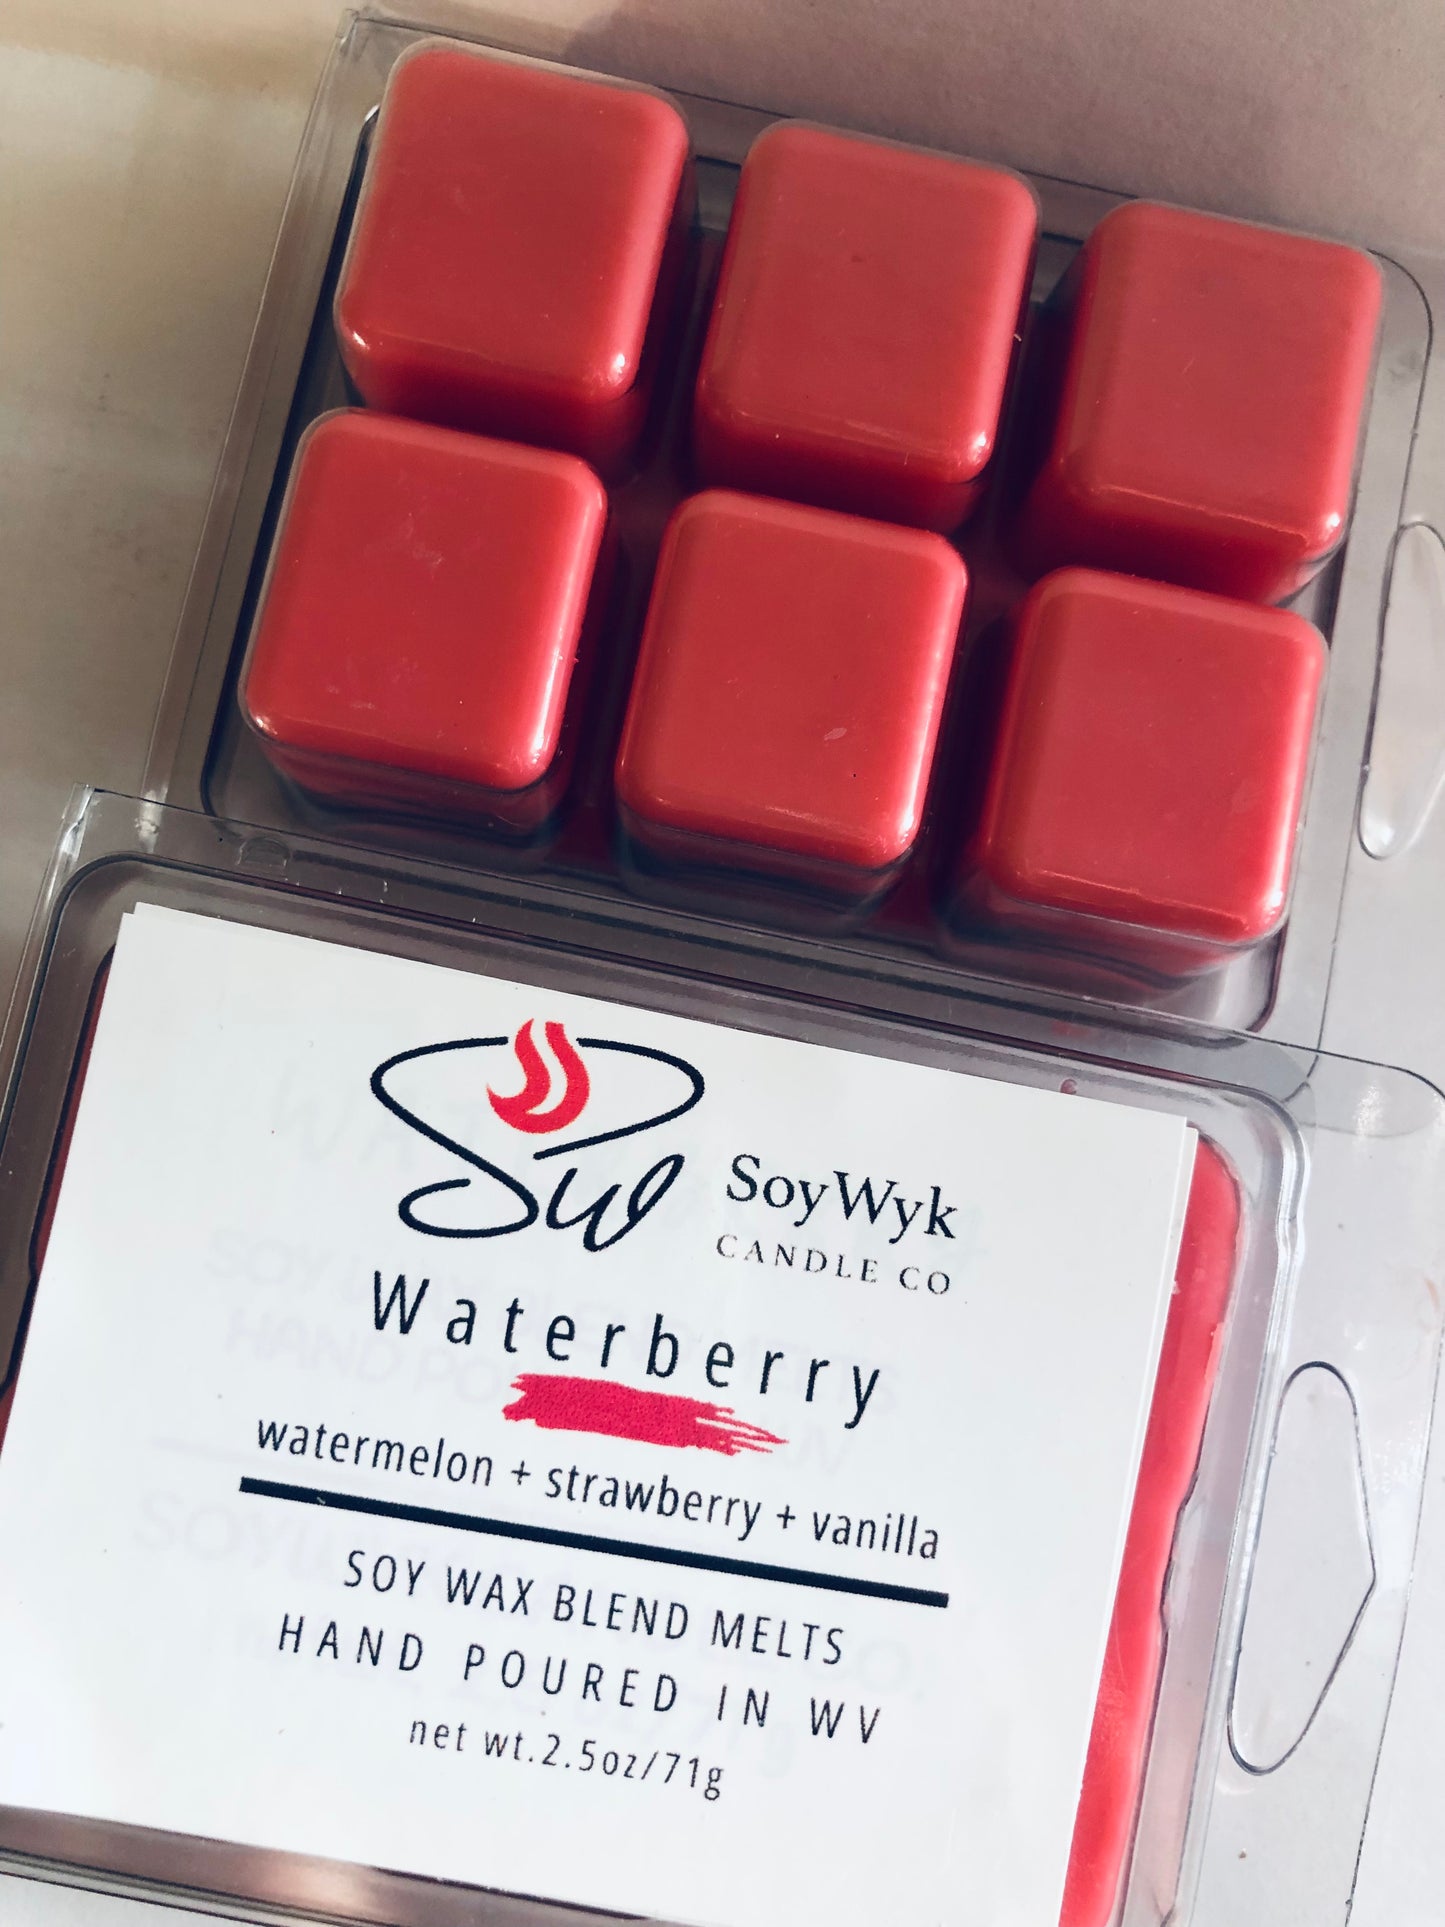 Sw
SoyWyk
CANDLE CO
Waterberry
watermelon + strawberry + vanilla
SOY WAX BLEND MELTS
HAND POURED IN WV
net wt.2.5oz/71g